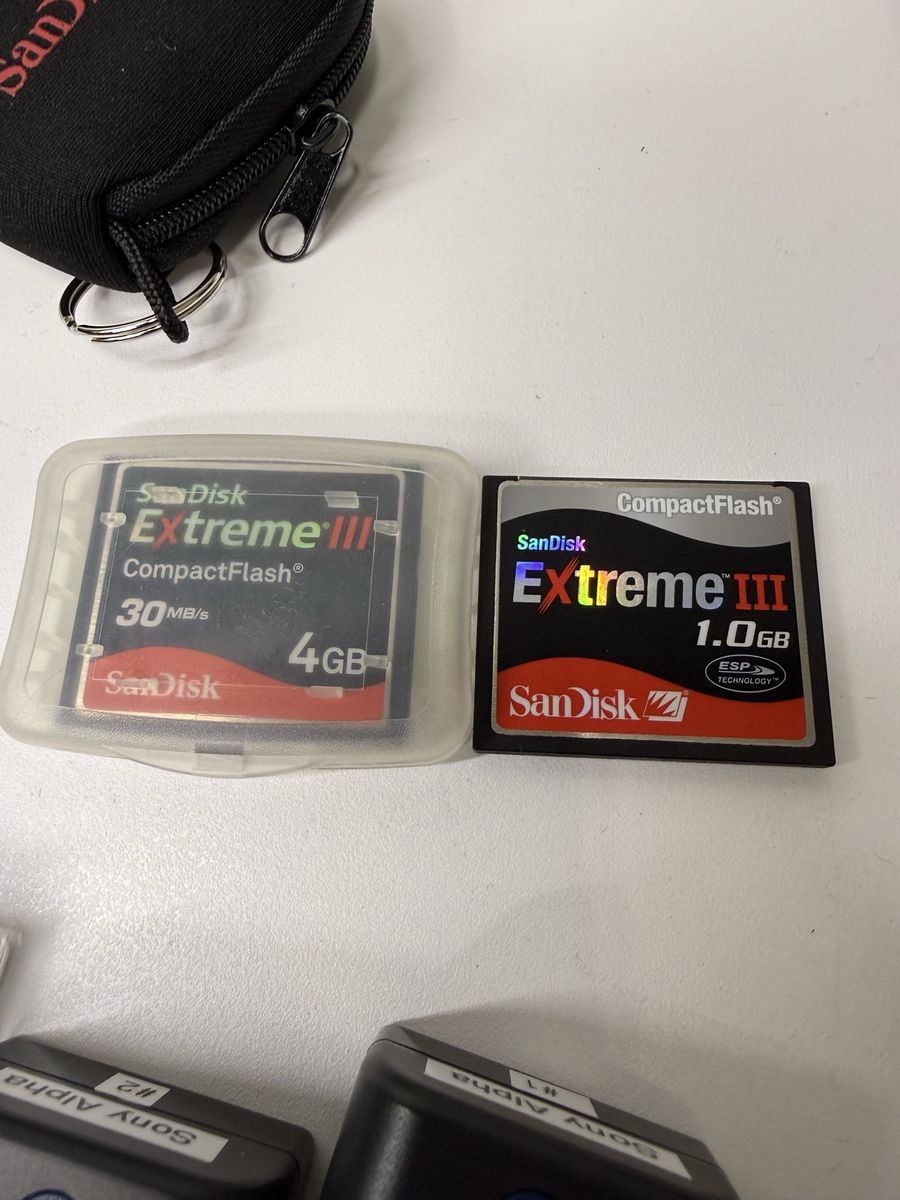 SanD
SanDisk
Extreme® III
CompactFlash®
30MB/s
4GB
SanDisk
CompactFlash®
SanDisk
Extreme™ III
1.0GB
ESP
TECHNOLOGY™
SanDisk®
#2
Sony Alpha
#1
Sony Alpha